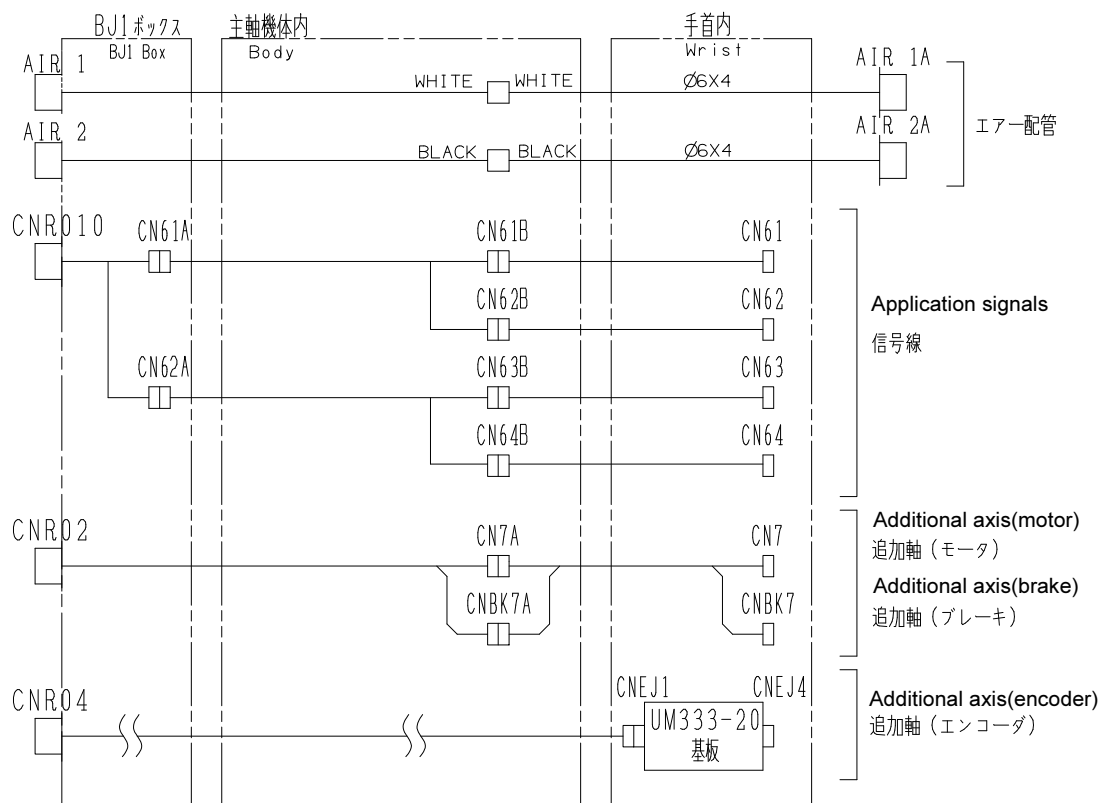 BJ1ボックス
BJ1 Box
主軸機体内
Body
手首内
Wrist
AIR 1
WHITE
WHITE
Ø6X4
AIR 1A
AIR 2
BLACK
BLACK
Ø6X4
AIR 2A
エアー配管
CNR010
CN61A
CN61B
CN61
CN62B
CN62
Application signals
信号線
CN62A
CN63B
CN63
CN64B
CN64
CNR02
CN7A
CN7
Additional axis(motor)
追加軸（モータ）
CNBK7A
CNBK7
Additional axis(brake)
追加軸（ブレーキ）
CNR04
CNEJ1
CNEJ4
UM333-20
基板
Additional axis(encoder)
追加軸（エンコーダ）